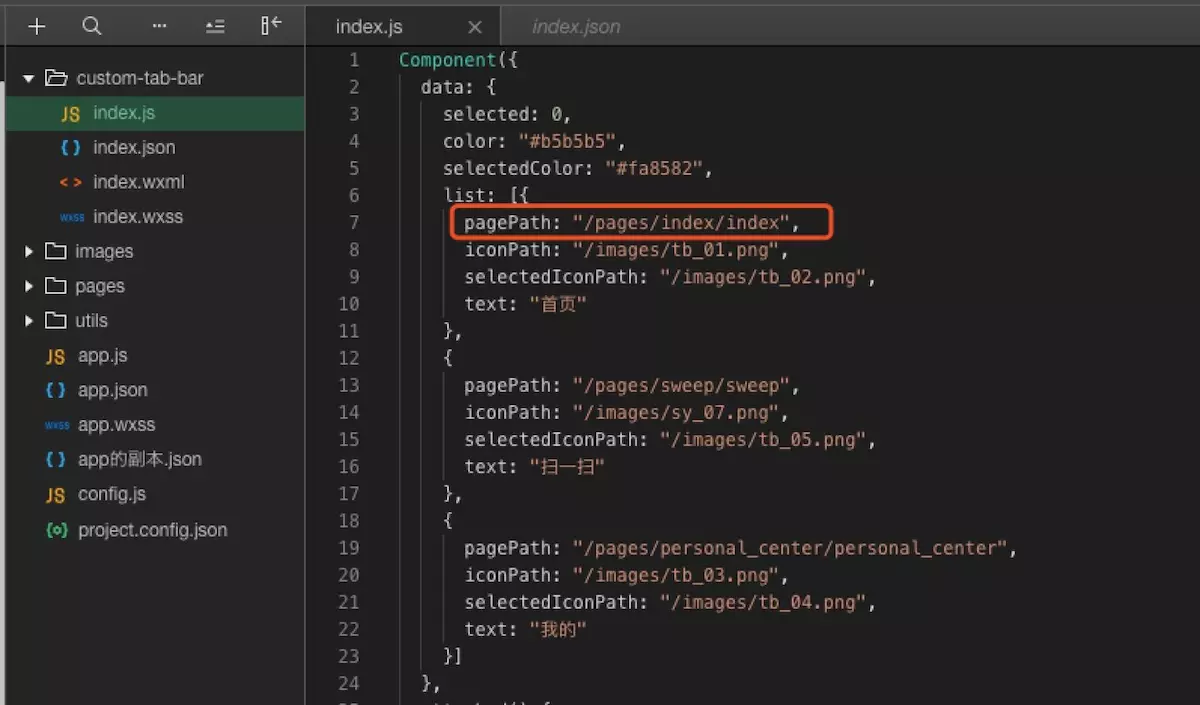 index.js
index.json
custom-tab-bar
JS index.js
{ } index.json
< > index.wxml
wxss index.wxss
images
pages
utils
JS app.js
{ } app.json
wxss app.wxss
{ } app的副本.json
JS config.js
{o} project.config.json
1 Component({
2 data: {
3 selected: 0,
4 color: "#b5b5b5",
5 selectedColor: "#fa8582",
6 list: [{
7 pagePath: "/pages/index/index",
8 iconPath: "/images/tb_01.png",
9 selectedIconPath: "/images/tb_02.png",
10 text: "首页"
11 },
12 {
13 pagePath: "/pages/sweep/sweep",
14 iconPath: "/images/sy_07.png",
15 selectedIconPath: "/images/tb_05.png",
16 text: "扫一扫"
17 },
18 {
19 pagePath: "/pages/personal_center/personal_center",
20 iconPath: "/images/tb_03.png",
21 selectedIconPath: "/images/tb_04.png",
22 text: "我的"
23 }]
24 },